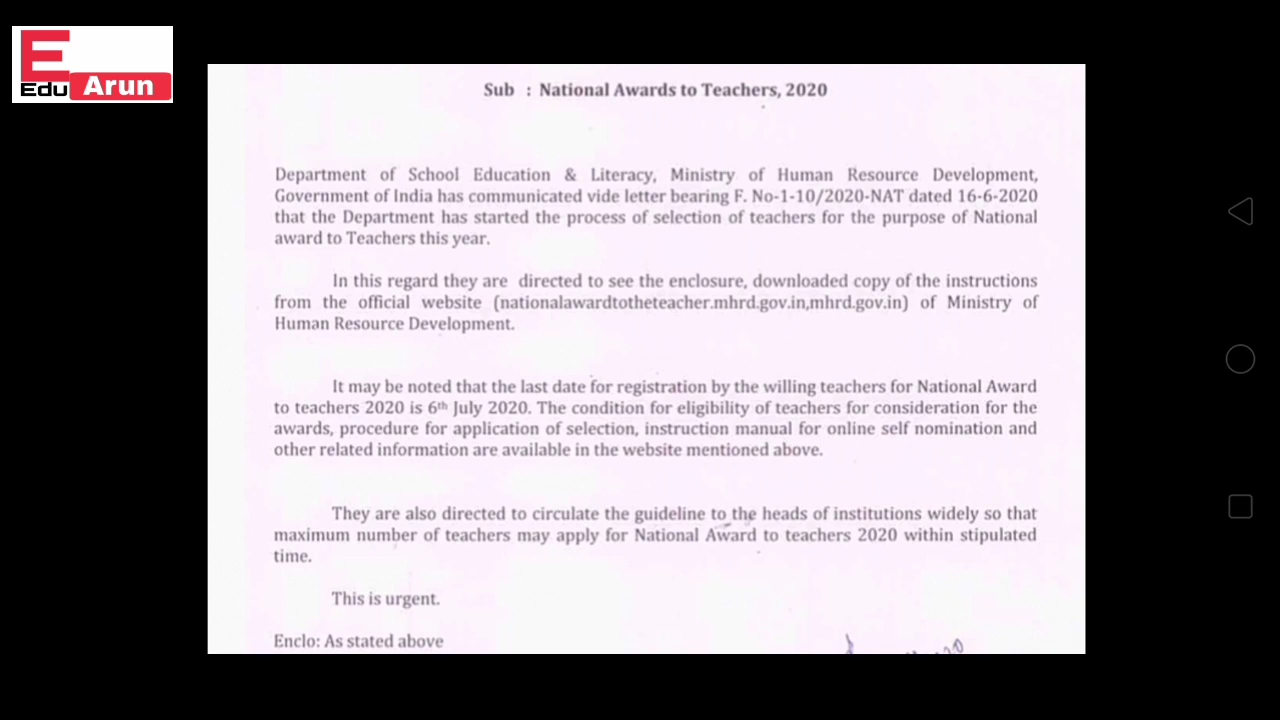 E
Edu Arun
Sub : National Awards to Teachers, 2020
Department of School Education & Literacy, Ministry of Human Resource Development,
Government of India has communicated vide letter bearing F. No-1-10/2020-NAT dated 16-6-2020
that the Department has started the process of selection of teachers for the purpose of National
award to Teachers this year.
In this regard they are directed to see the enclosure, downloaded copy of the instructions
from the official website (nationalawardtotheteacher.mhrd.gov.in,mhrd.gov.in) of Ministry of
Human Resource Development.
It may be noted that the last date for registration by the willing teachers for National Award
to teachers 2020 is 6th July 2020. The condition for eligibility of teachers for consideration for the
awards, procedure for application of selection, instruction manual for online self nomination and
other related information are available in the website mentioned above.
They are also directed to circulate the guideline to the heads of institutions widely so that
maximum number of teachers may apply for National Award to teachers 2020 within stipulated
time.
This is urgent.
Enclo: As stated above